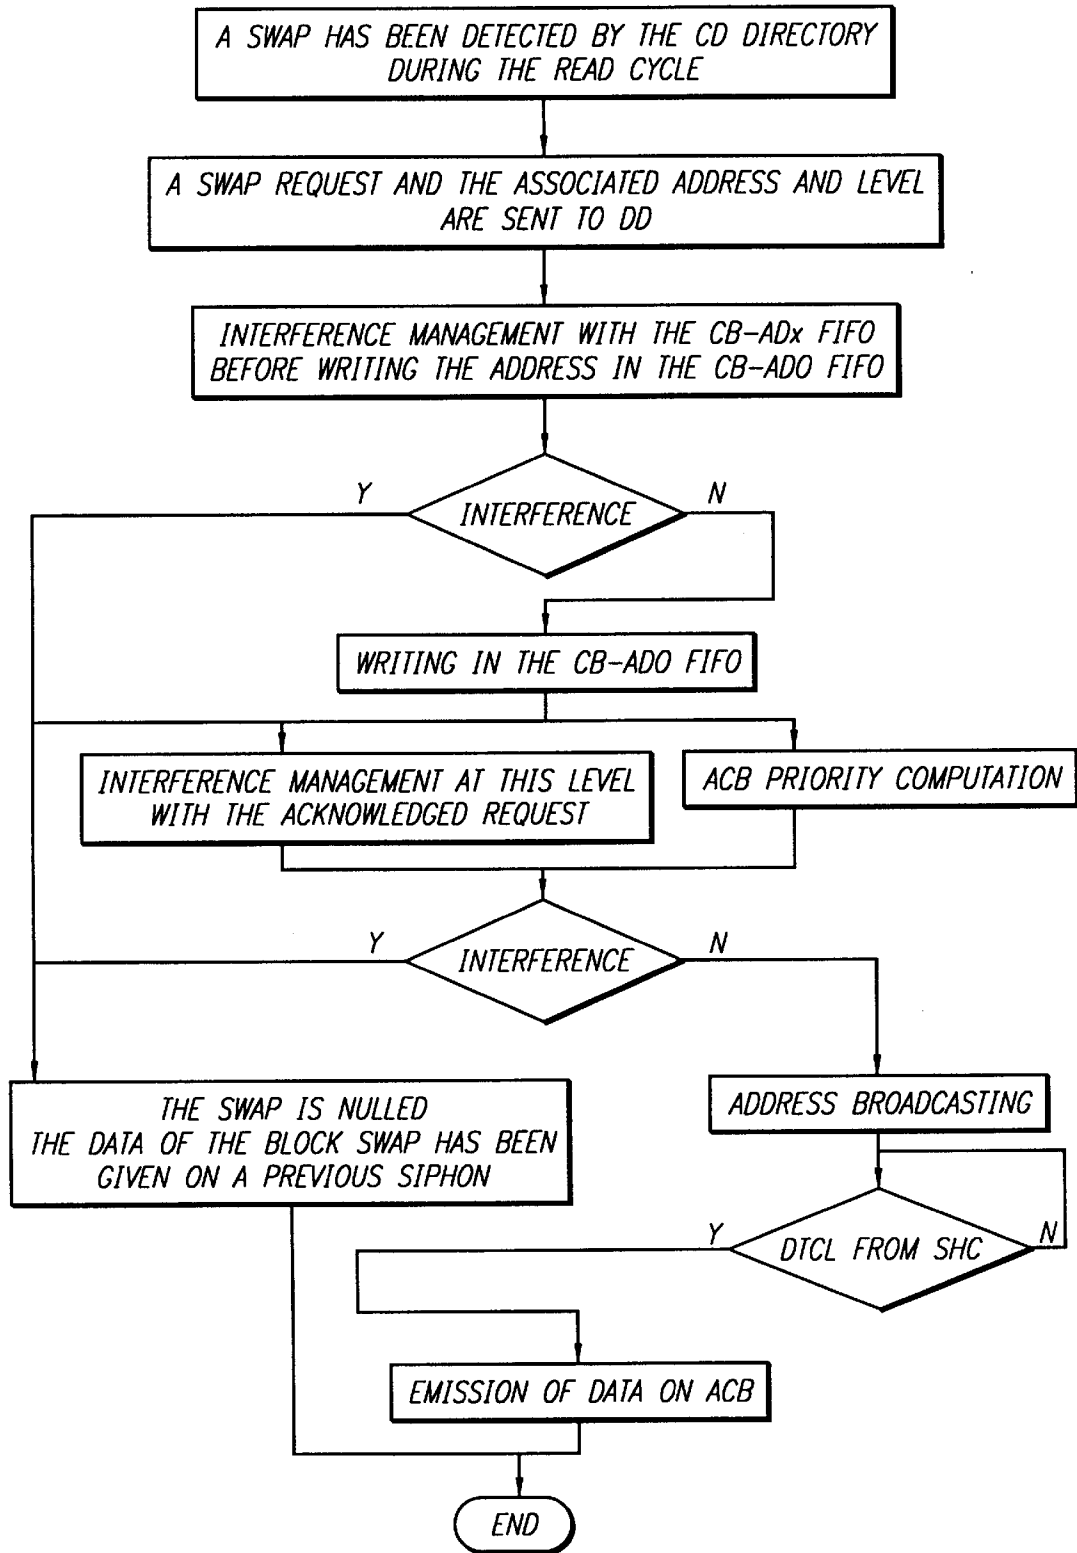 A SWAP HAS BEEN DETECTED BY THE CD DIRECTORY
DURING THE READ CYCLE
A SWAP REQUEST AND THE ASSOCIATED ADDRESS AND LEVEL
ARE SENT TO DD
INTERFERENCE MANAGEMENT WITH THE CB-ADx FIFO
BEFORE WRITING THE ADDRESS IN THE CB-ADO FIFO
Y
N
INTERFERENCE
WRITING IN THE CB-ADO FIFO
INTERFERENCE MANAGEMENT AT THIS LEVEL
WITH THE ACKNOWLEDGED REQUEST
ACB PRIORITY COMPUTATION
Y
N
INTERFERENCE
THE SWAP IS NULLED
THE DATA OF THE BLOCK SWAP HAS BEEN
GIVEN ON A PREVIOUS SIPHON
ADDRESS BROADCASTING
Y
DTCL FROM SHC
N
EMISSION OF DATA ON ACB
END